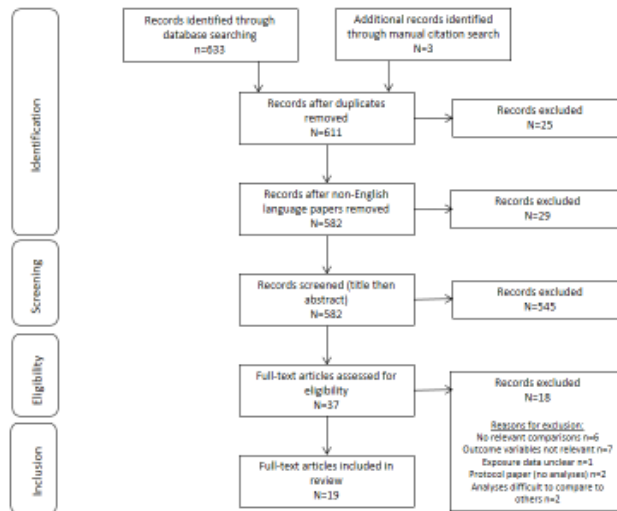 Records identified through
database searching
n=633
Additional records identified
through manual citation search
N=3
Identification
Records after duplicates
removed
N=611
Records excluded
N=25
Records after non-English
language papers removed
N=582
Records excluded
N=29
Screening
Records screened (title then
abstract)
N=582
Records excluded
N=545
Eligibility
Full-text articles assessed for
eligibility
N=37
Records excluded
N=18
Reasons for exclusion:
No relevant comparisons n=6
Outcome variables not relevant n=7
Exposure data unclear n=1
Protocol paper (no analyses) n=2
Analyses difficult to compare to
others n=2
Inclusion
Full-text articles included in
review
N=19